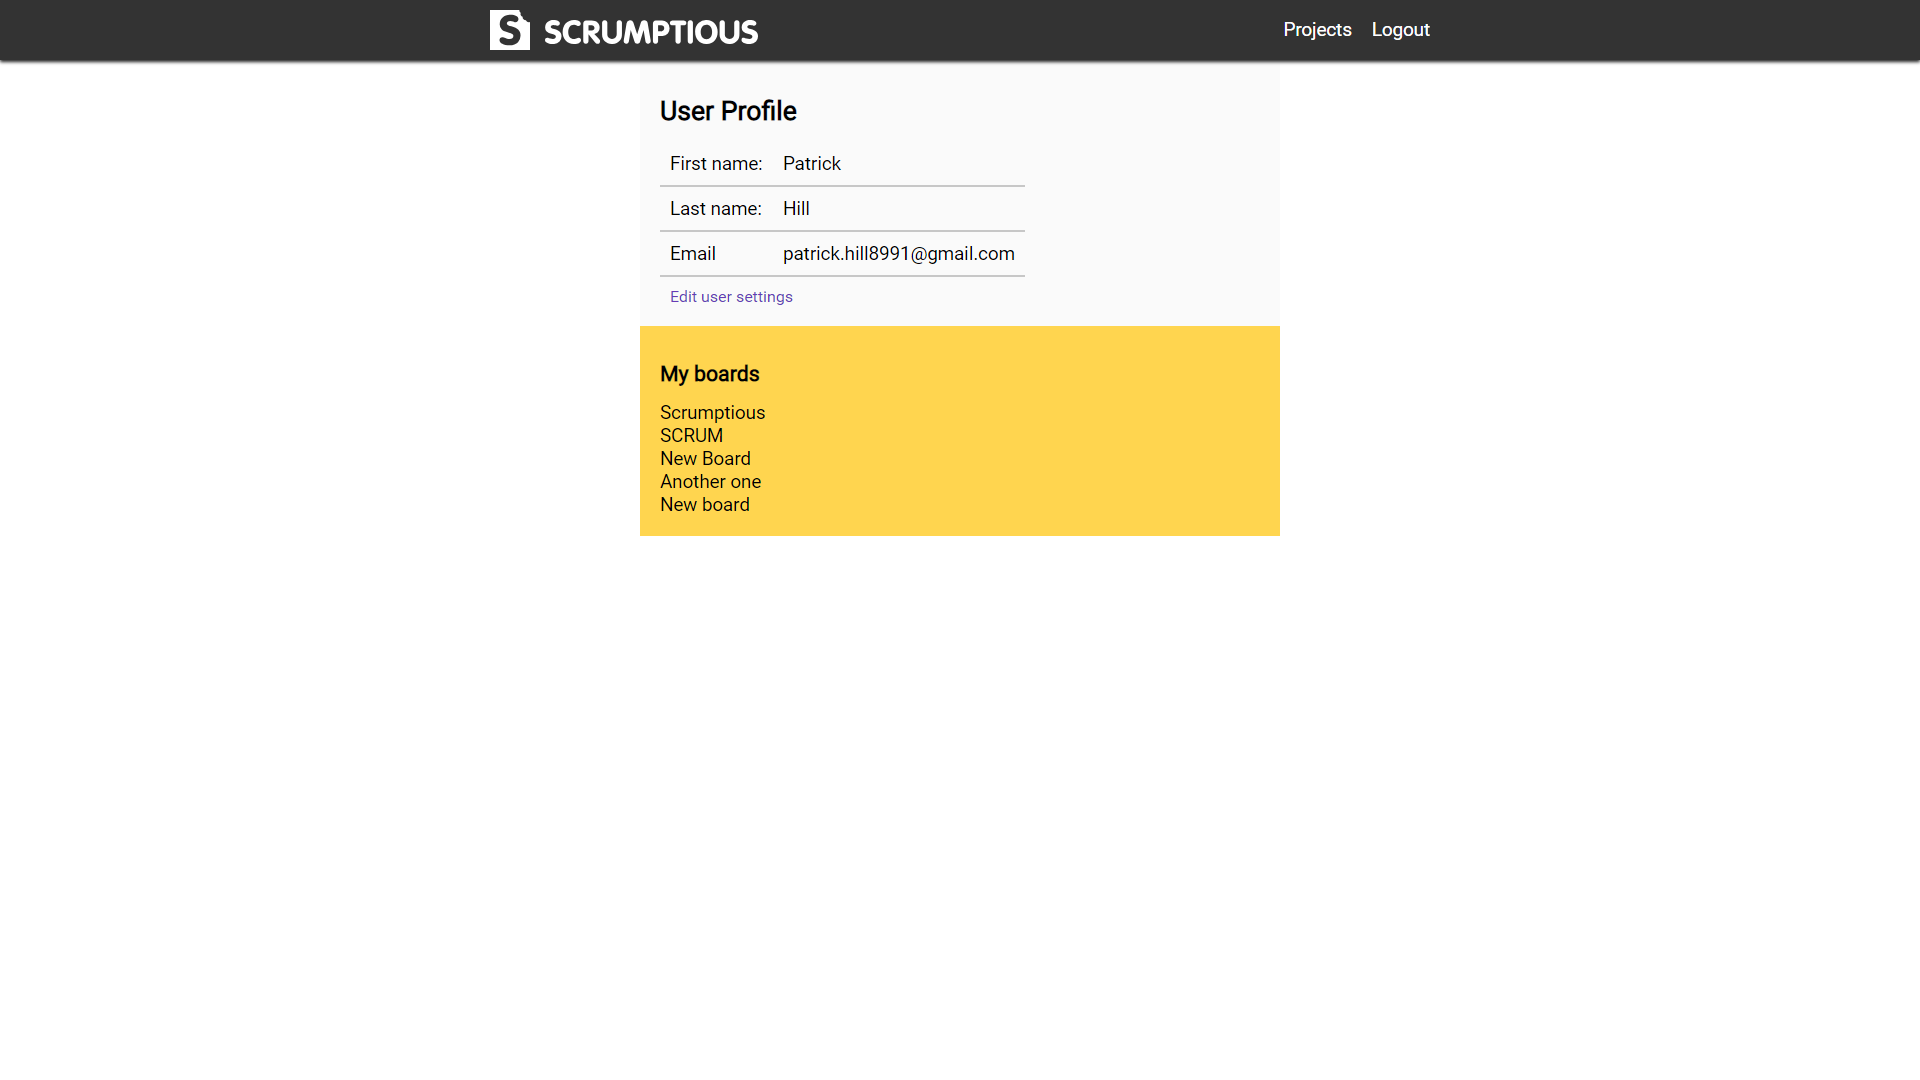 S SCRUMPTIOUS Projects Logout
User Profile
First name: Patrick
Last name: Hill
Email patrick.hill8991@gmail.com
Edit user settings
My boards
Scrumptious
SCRUM
New Board
Another one
New board